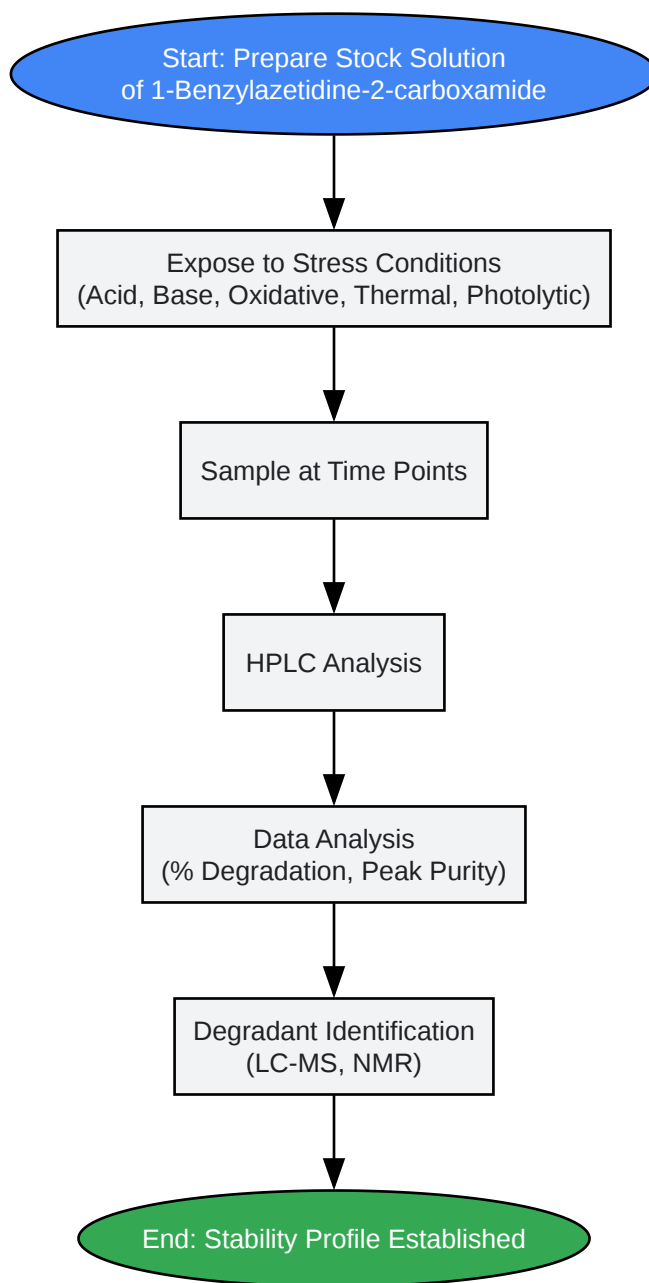 Start: Prepare Stock Solution
of 1-Benzylazetidine-2-carboxamide
Expose to Stress Conditions
(Acid, Base, Oxidative, Thermal, Photolytic)
Sample at Time Points
HPLC Analysis
Data Analysis
(% Degradation, Peak Purity)
Degradant Identification
(LC-MS, NMR)
End: Stability Profile Established